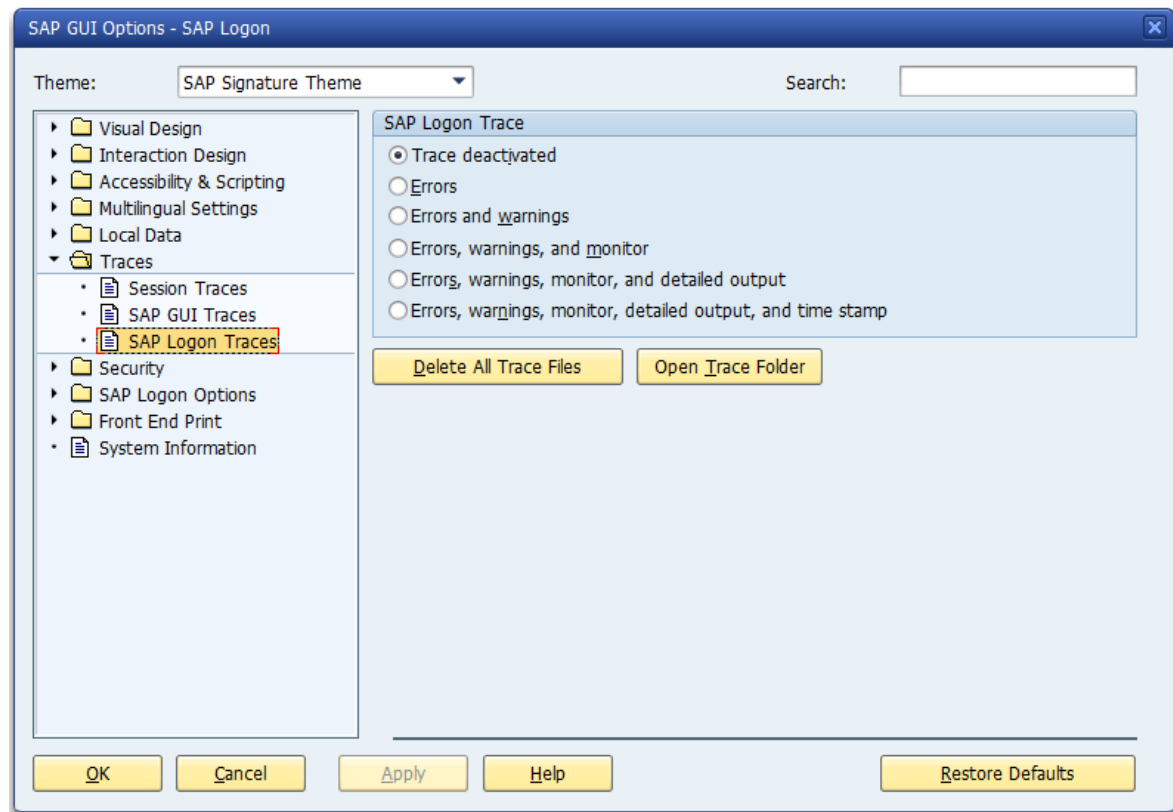 SAP GUI Options - SAP Logon
Theme: SAP Signature Theme Search:
Visual Design
Interaction Design
Accessibility & Scripting
Multilingual Settings
Local Data
Traces
Session Traces
SAP GUI Traces
SAP Logon Traces
Security
SAP Logon Options
Front End Print
System Information
SAP Logon Trace
Trace deactivated
Errors
Errors and warnings
Errors, warnings, and monitor
Errors, warnings, monitor, and detailed output
Errors, warnings, monitor, detailed output, and time stamp
Delete All Trace Files Open Trace Folder
OK Cancel Apply Help Restore Defaults